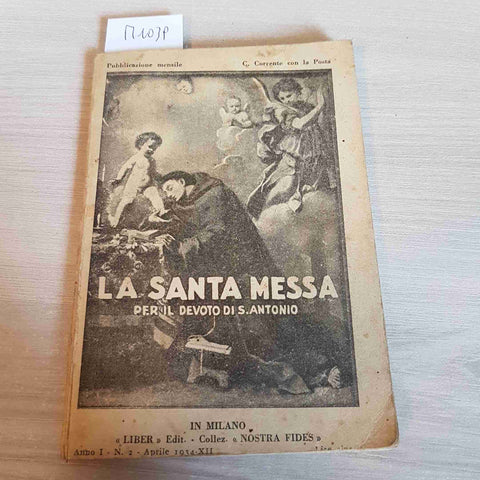 Pubblicazione mensile C. Corrente con la Posta
LA SANTA MESSA
PER IL DEVOTO DI S. ANTONIO
IN MILANO
« LIBER » Edit. - Collez. « NOSTRA FIDES »
Anno I - N. 2 - Aprile 1934-XII